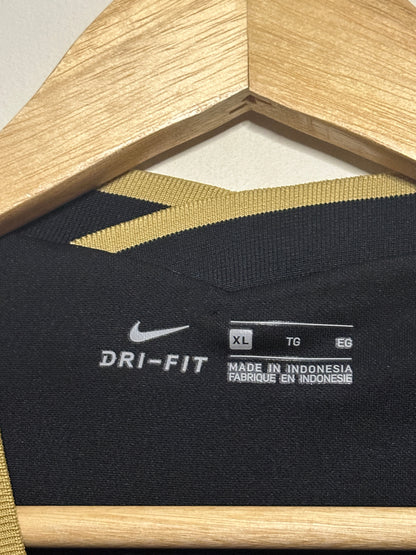 DRI-FIT
XL TG EG
MADE IN INDONESIA
FABRIQUE EN INDONESIE